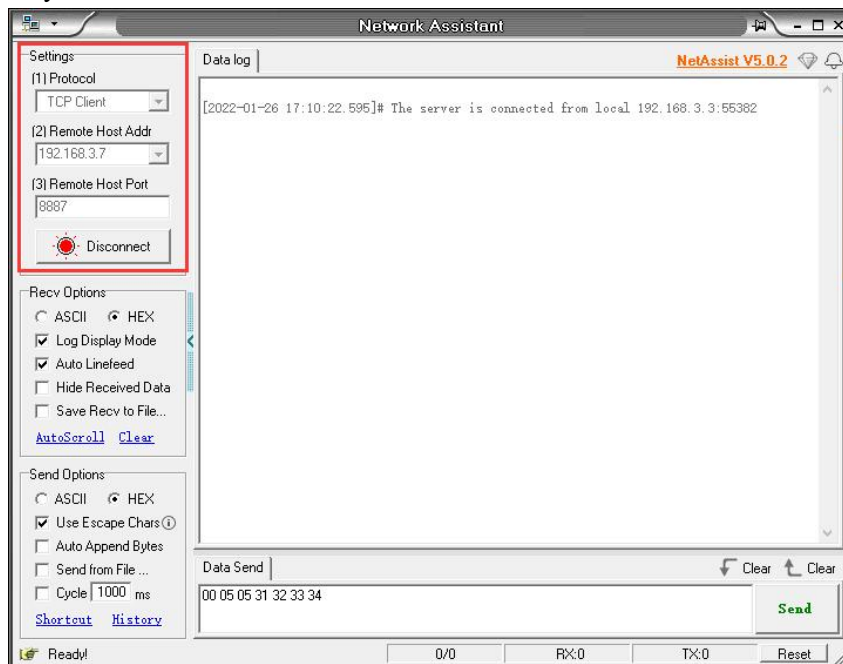 Network Assistant
Settings
(1) Protocol
TCP Client
(2) Remote Host Addr
192.168.3.7
(3) Remote Host Port
8887
Disconnect
Recv Options
ASCII HEX
Log Display Mode
Auto Linefeed
Hide Received Data
Save Recv to File...
AutoScroll Clear
Send Options
ASCII HEX
Use Escape Chars
Auto Append Bytes
Send from File ...
Cycle 1000 ms
Shortcut History
Data log
NetAssist V5.0.2
[2022-01-26 17:10:22.595]# The server is connected from local 192.168.3.3:55382
Data Send
Clear Clear
00 05 05 31 32 33 34
Send
Ready!
0/0
RX:0
TX:0
Reset